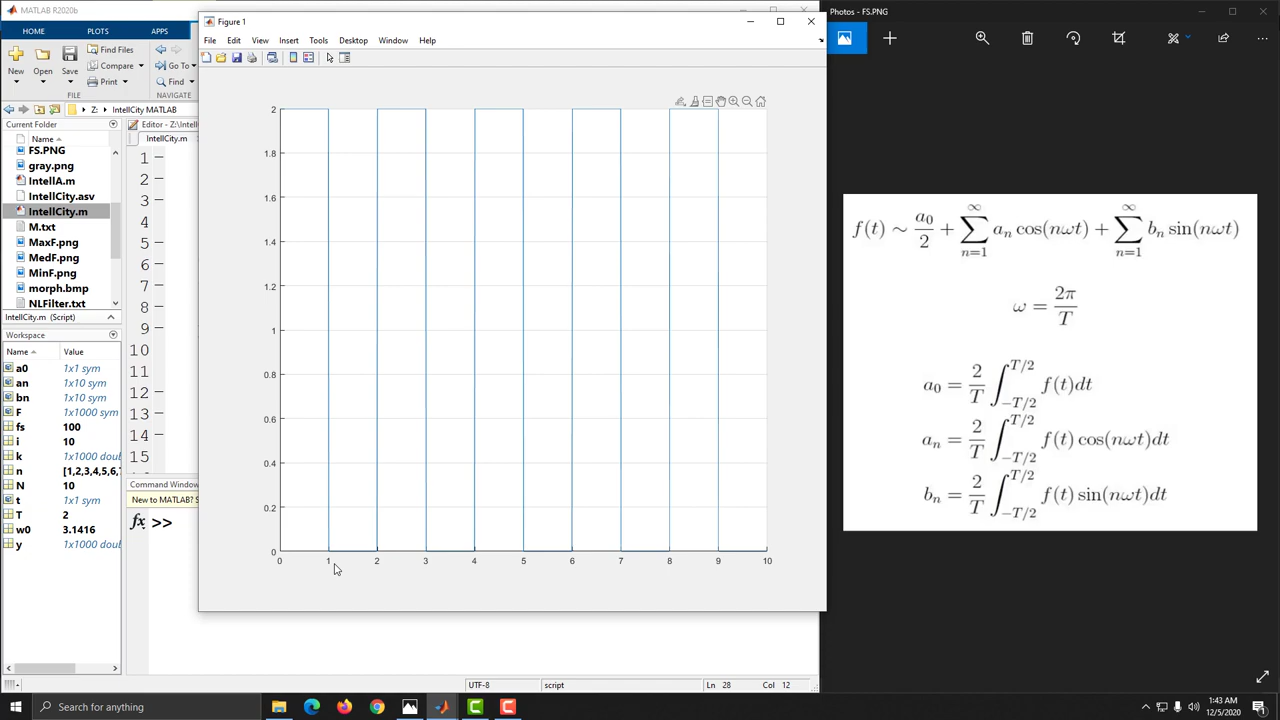 MATLAB R2020b
HOME
PLOTS
APPS
New
Open
Save
Find Files
Compare
Print
Go To
Find
FILE
Z:
IntellCity MATLAB
Current Folder
Name
FS.PNG
gray.png
IntellA.m
IntellCity.asv
IntellCity.m
M.txt
MaxF.png
MedF.png
MinF.png
morph.bmp
NLFilter.txt
IntellCity.m (Script)
Workspace
Name Value
a0 1x1 sym
an 1x10 sym
bn 1x10 sym
F 1x1000 sym
fs 100
i 10
k 1x1000 doub
n [1,2,3,4,5,6,
N 10
t 1x1 sym
T 2
w0 3.1416
y 1x1000 doub
Editor - Z:\Intell
IntellCity.m
1 –
2 –
3 –
4 –
5 –
6 –
7 –
8 –
9 –
10 –
11 –
12 –
13 –
14 –
15
Command Window
New to MATLAB? S
fx >>
UTF-8 script Ln 28 Col 12
Figure 1
File Edit View Insert Tools Desktop Window Help
2
1.8
1.6
1.4
1.2
1
0.8
0.6
0.4
0.2
0
0 1 2 3 4 5 6 7 8 9 10
Photos - FS.PNG
f(t) ~ a₀/2 + ∑_{n=1}^{∞} aₙ cos(nωt) + ∑_{n=1}^{∞} bₙ sin(nωt)
ω = 2π/T
a₀ = 2/T ∫_{-T/2}^{T/2} f(t)dt
aₙ = 2/T ∫_{-T/2}^{T/2} f(t) cos(nωt)dt
bₙ = 2/T ∫_{-T/2}^{T/2} f(t) sin(nωt)dt
Search for anything
1:43 AM
12/5/2020